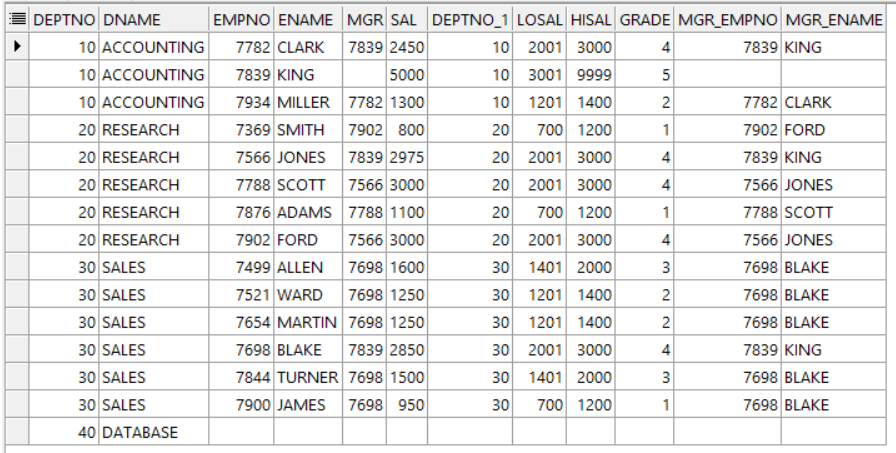 DEPTNO DNAME EMPNO ENAME MGR SAL DEPTNO_1 LOSAL HISAL GRADE MGR_EMPNO MGR_ENAME
10 ACCOUNTING 7782 CLARK 7839 2450 10 2001 3000 4 7839 KING
10 ACCOUNTING 7839 KING 5000 10 3001 9999 5
10 ACCOUNTING 7934 MILLER 7782 1300 10 1201 1400 2 7782 CLARK
20 RESEARCH 7369 SMITH 7902 800 20 700 1200 1 7902 FORD
20 RESEARCH 7566 JONES 7839 2975 20 2001 3000 4 7839 KING
20 RESEARCH 7788 SCOTT 7566 3000 20 2001 3000 4 7566 JONES
20 RESEARCH 7876 ADAMS 7788 1100 20 700 1200 1 7788 SCOTT
20 RESEARCH 7902 FORD 7566 3000 20 2001 3000 4 7566 JONES
30 SALES 7499 ALLEN 7698 1600 30 1401 2000 3 7698 BLAKE
30 SALES 7521 WARD 7698 1250 30 1201 1400 2 7698 BLAKE
30 SALES 7654 MARTIN 7698 1250 30 1201 1400 2 7698 BLAKE
30 SALES 7698 BLAKE 7839 2850 30 2001 3000 4 7839 KING
30 SALES 7844 TURNER 7698 1500 30 1401 2000 3 7698 BLAKE
30 SALES 7900 JAMES 7698 950 30 700 1200 1 7698 BLAKE
40 DATABASE